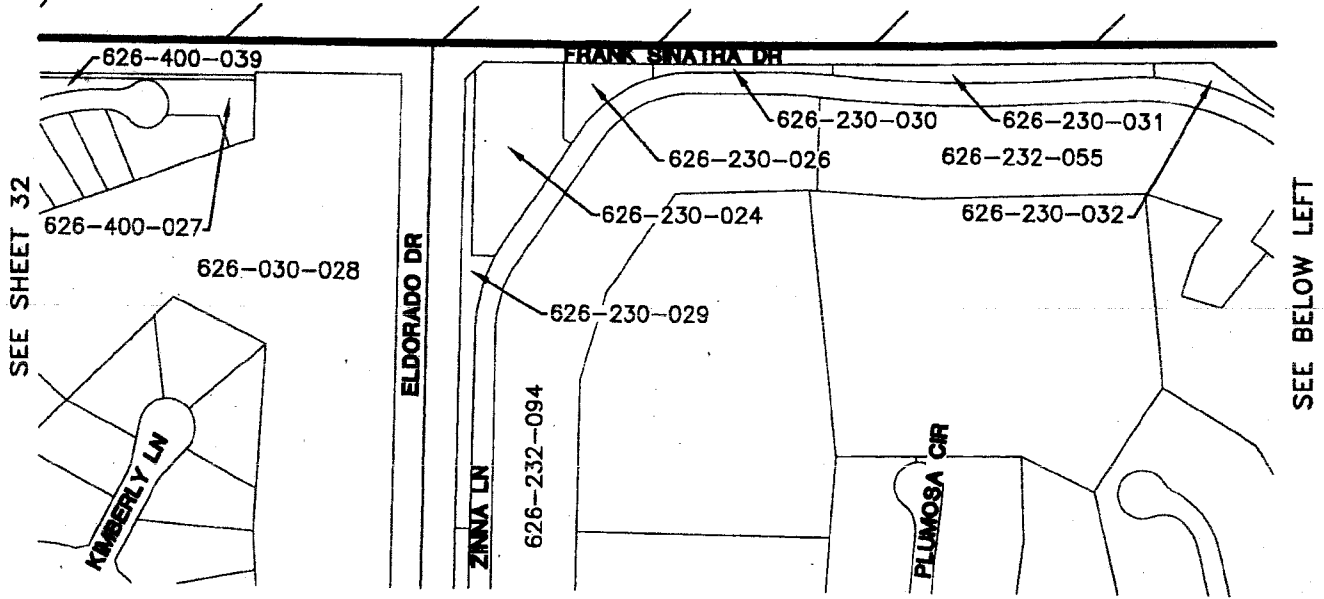 FRANK SINATRA DR
626-400-039
626-230-030
626-230-031
626-230-026
626-232-055
SEE SHEET 32
626-400-027
626-230-024
626-230-032
SEE BELOW LEFT
626-030-028
ELDORADO DR
626-230-029
626-232-094
KIMBERLY LN
ZINNA LN
PLUMOSA CIR